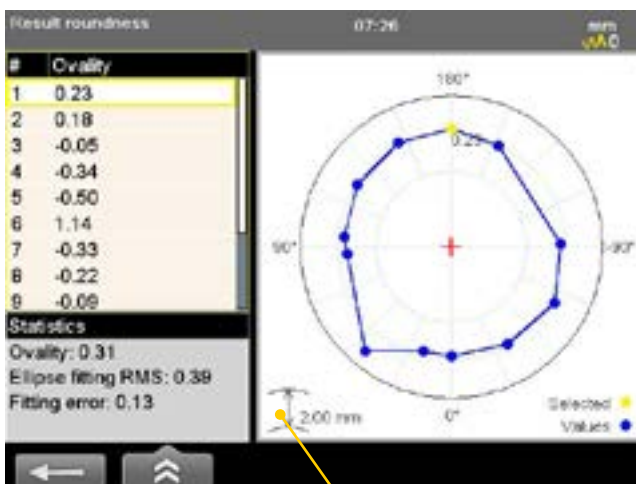 Result roundness 07:26 mm
0
# Ovality
1 0.23
2 0.18
3 -0.05
4 -0.34
5 -0.50
6 1.14
7 -0.33
8 -0.22
9 -0.09
Statistics
Ovality: 0.31
Ellipse fitting RMS: 0.39
Fitting error: 0.13
180°
0.23
90°
-90°
0°
2.00 mm
Selected
Values